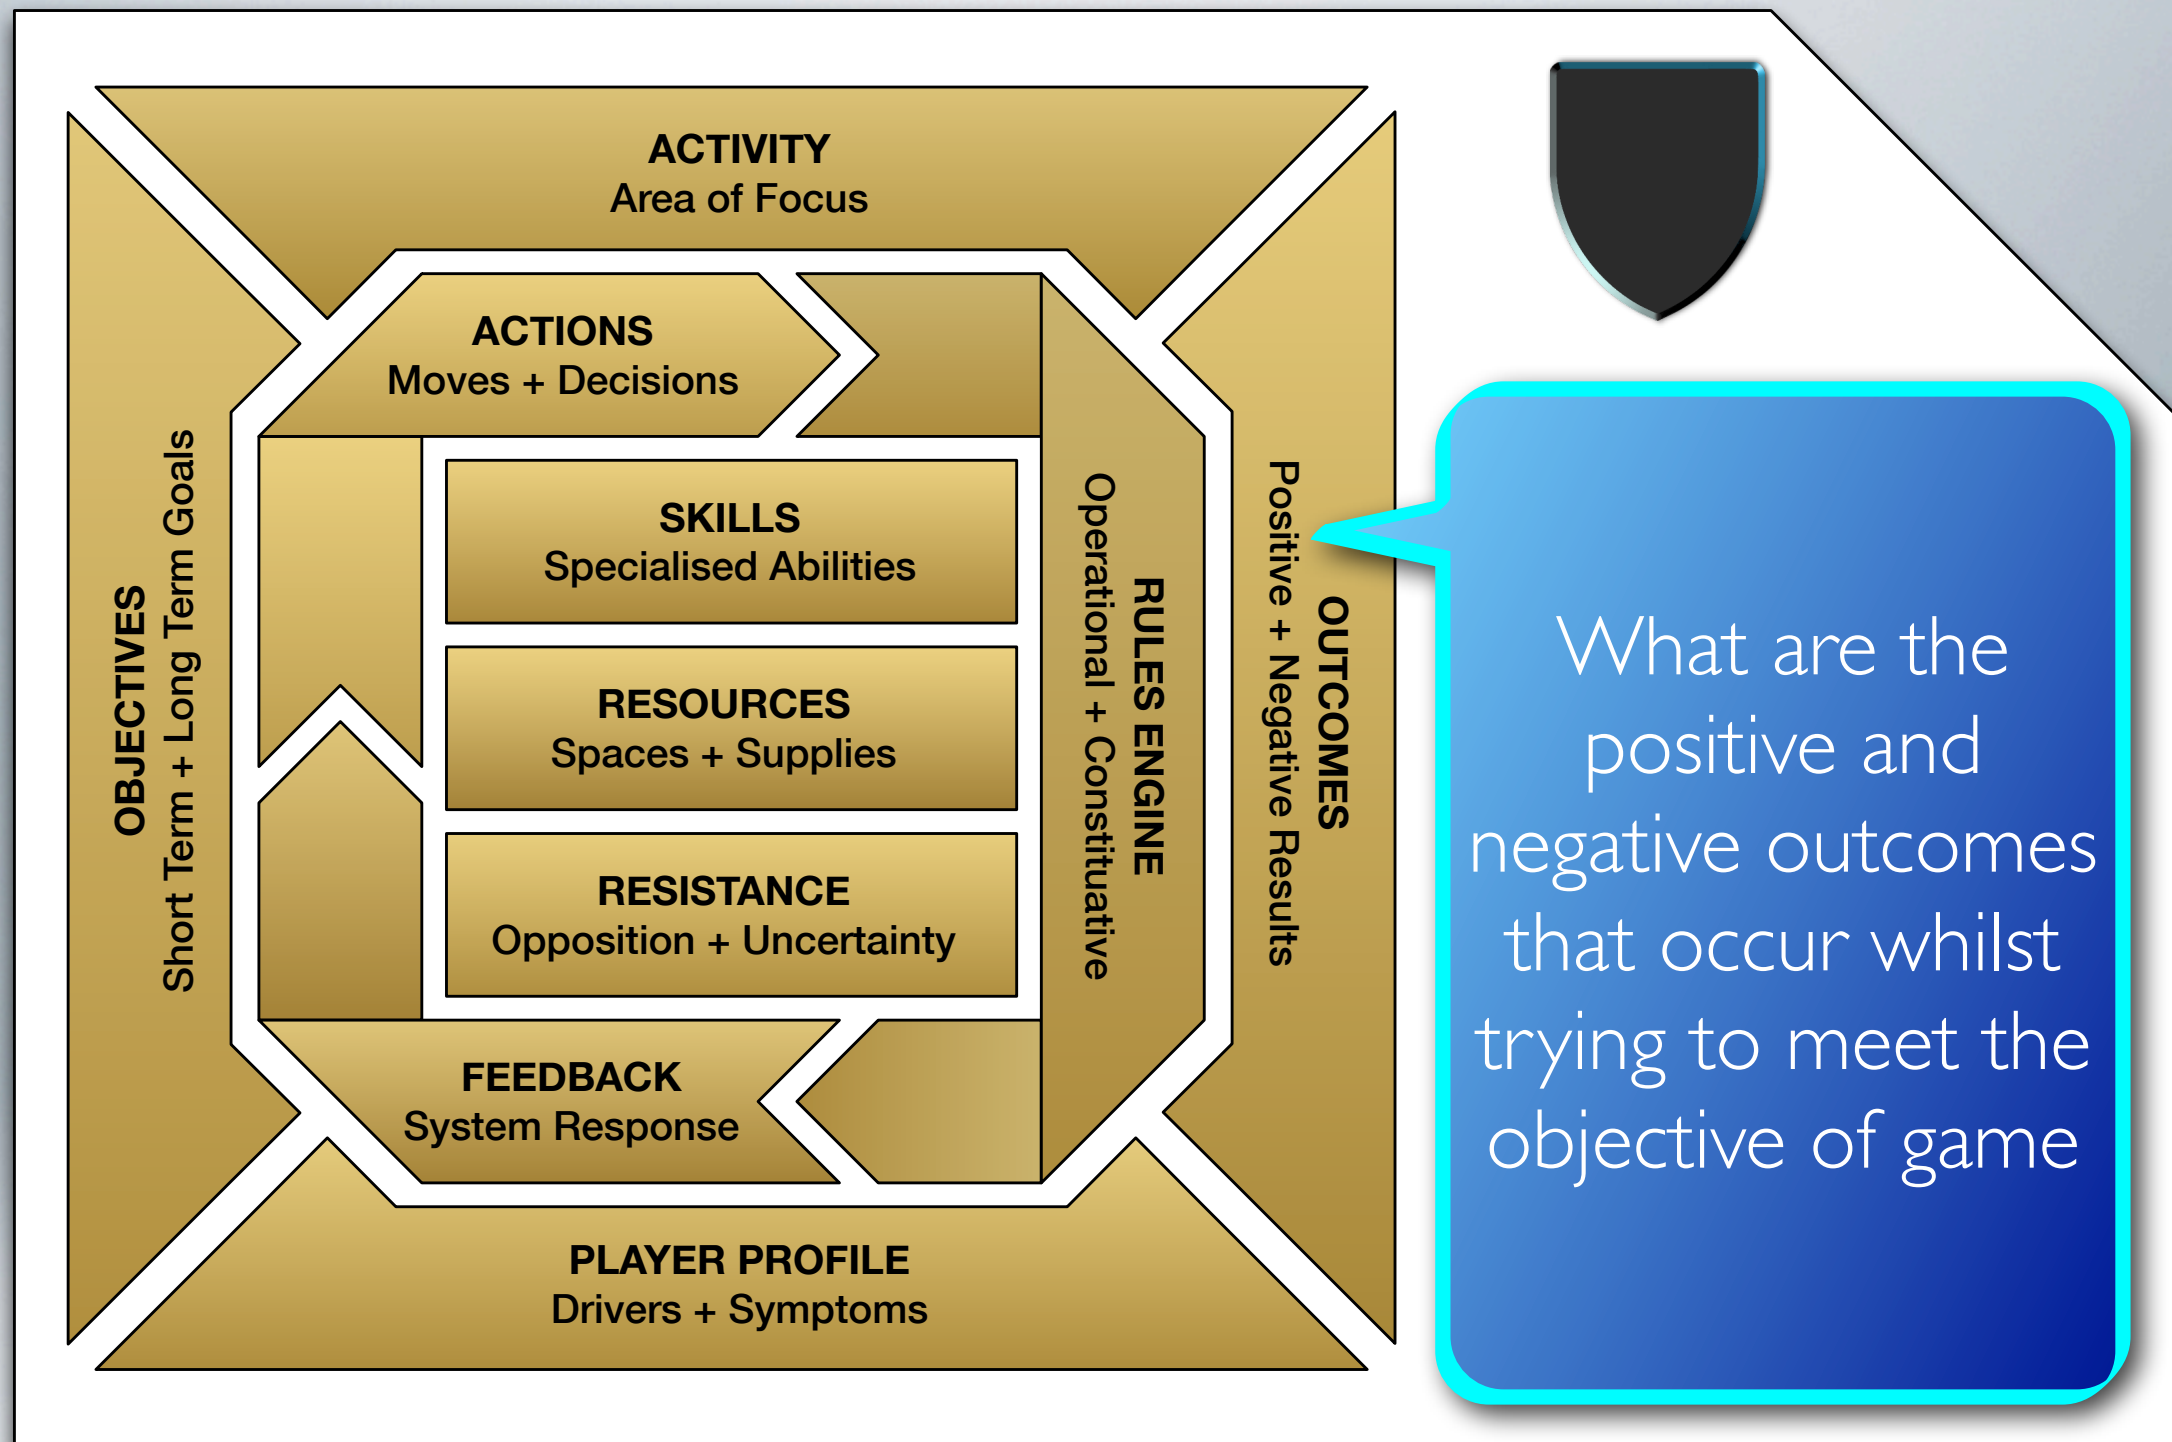 ACTIVITY
Area of Focus
OBJECTIVES
Short Term + Long Term Goals
ACTIONS
Moves + Decisions
SKILLS
Specialised Abilities
RESOURCES
Spaces + Supplies
RESISTANCE
Opposition + Uncertainty
FEEDBACK
System Response
RULES ENGINE
Operational + Constituative
OUTCOMES
Positive + Negative Results
PLAYER PROFILE
Drivers + Symptoms
What are the
positive and
negative outcomes
that occur whilst
trying to meet the
objective of game